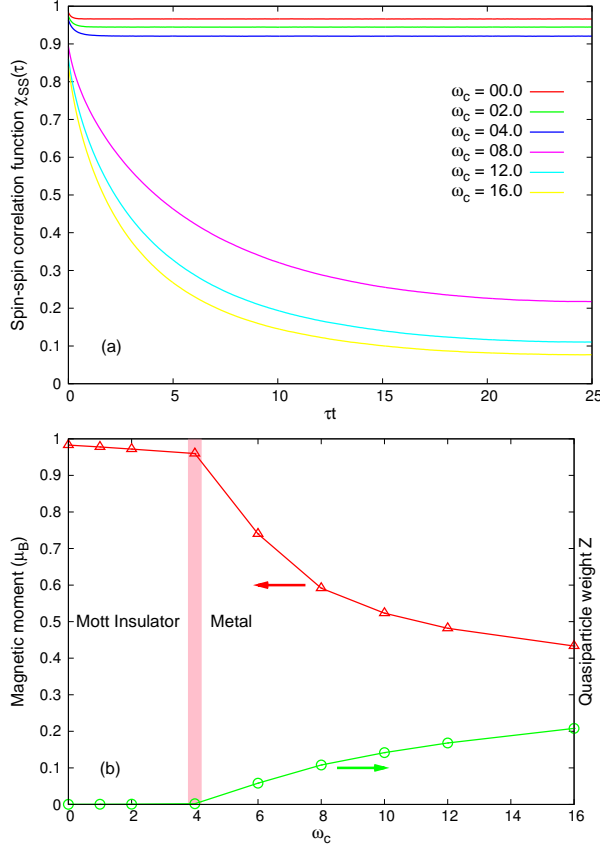 1
0.9
0.8
0.7
0.6
0.5
0.4
0.3
0.2
0.1
0
Spin-spin correlation function χSS(τ)
ωc = 00.0
ωc = 02.0
ωc = 04.0
ωc = 08.0
ωc = 12.0
ωc = 16.0
(a)
0 5 10 15 20 25
τt
1
0.9
0.8
0.7
0.6
0.5
0.4
0.3
0.2
0.1
0
Magnetic moment (μB)
Mott Insulator Metal
Quasiparticle weight Z
(b)
0 2 4 6 8 10 12 14 16
ωc